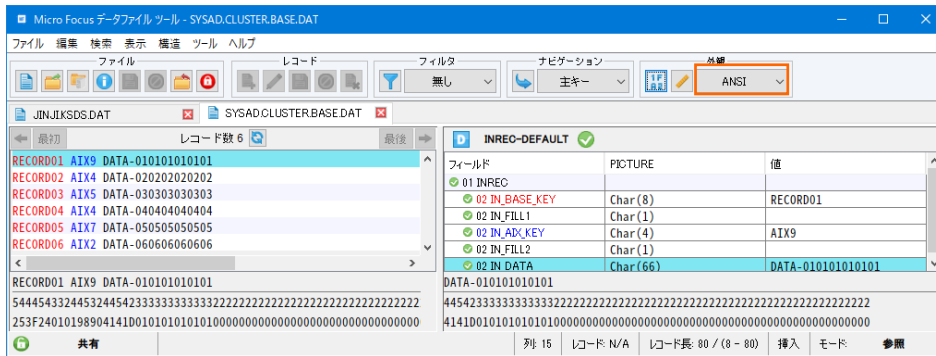 Micro Focus データファイル ツール - SYSAD.CLUSTER.BASE.DAT
ファイル 編集 検索 表示 構造 ツール ヘルプ
ファイル レコード フィルタ ナビゲーション 外観
無し 主キー ANSI
JINJI.KSDS.DAT SYSAD.CLUSTER.BASE.DAT
最初 レコード数 6 最後 INREC-DEFAULT
RECORD01 AIX9 DATA-010101010101
RECORD02 AIX4 DATA-020202020202
RECORD03 AIX5 DATA-030303030303
RECORD04 AIX4 DATA-040404040404
RECORD05 AIX7 DATA-050505050505
RECORD06 AIX2 DATA-060606060606
フィールド PICTURE 値
01 INREC
02 IN_BASE_KEY Char(8) RECORD01
02 IN_FILL1 Char(1)
02 IN_AIX_KEY Char(4) AIX9
02 IN_FILL2 Char(1)
02 IN DATA Char(66) DATA-010101010101
RECORD01 AIX9 DATA-010101010101
DATA-010101010101
共有 列: 15 レコード: N/A レコード長: 80 / (8 - 80) 挿入 モード: 参照